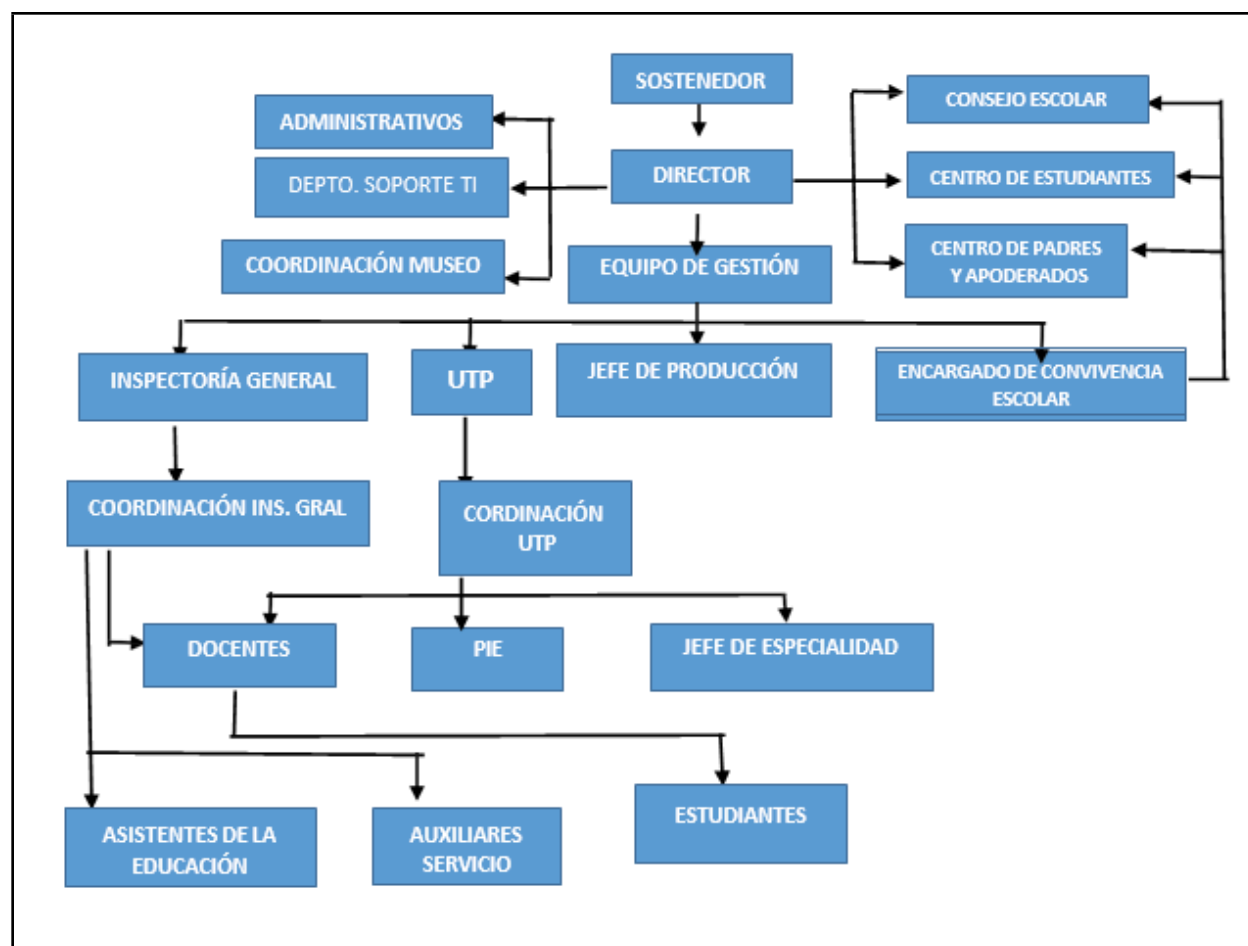 SOSTENEDOR
CONSEJO ESCOLAR
ADMINISTRATIVOS
DEPTO. SOPORTE TI
DIRECTOR
CENTRO DE ESTUDIANTES
COORDINACIÓN MUSEO
EQUIPO DE GESTIÓN
CENTRO DE PADRES
Y APODERADOS
INSPECTORÍA GENERAL
UTP
JEFE DE PRODUCCIÓN
ENCARGADO DE CONVIVENCIA
ESCOLAR
COORDINACIÓN INS. GRAL
CORDINACIÓN
UTP
DOCENTES
PIE
JEFE DE ESPECIALIDAD
ASISTENTES DE LA
EDUCACIÓN
AUXILIARES
SERVICIO
ESTUDIANTES